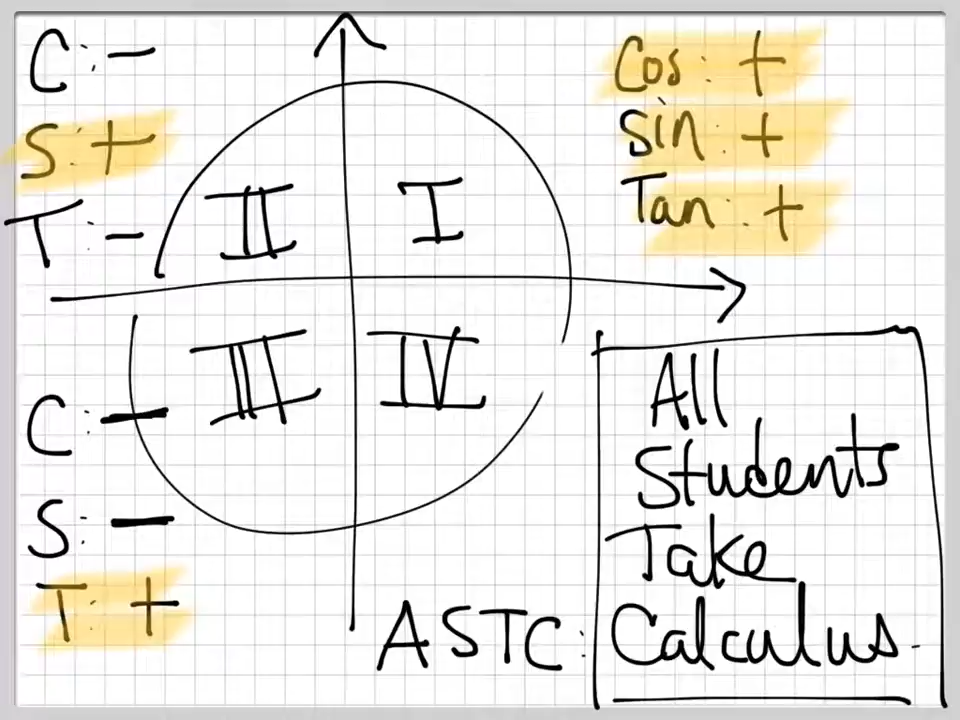 C: -
S: +
T: -
Cos: +
Sin: +
Tan: +
II
I
III
IV
C: -
S: -
T: +
ASTC:
All
Students
Take
Calculus.